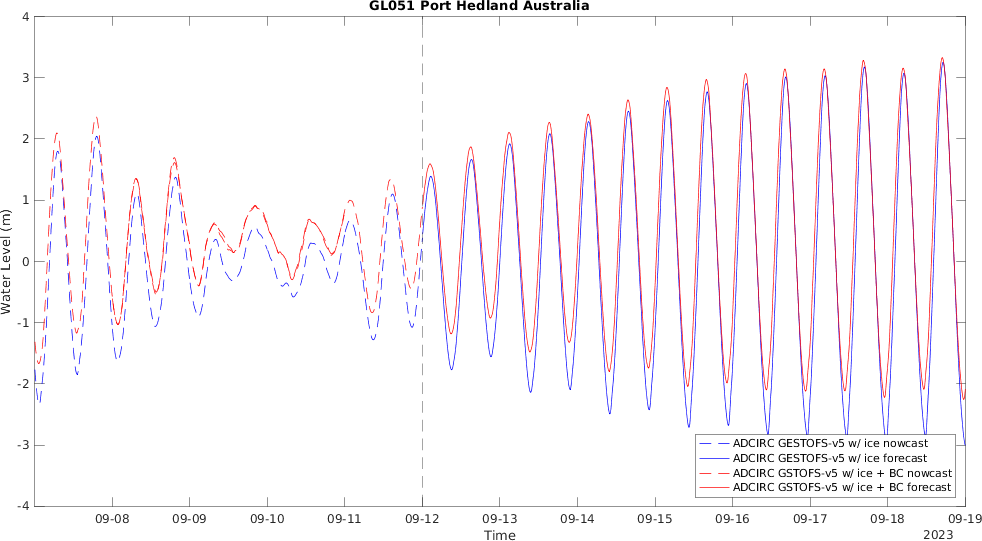 GL051 Port Hedland Australia
Water Level (m)
4
3
2
1
0
-1
-2
-3
-4
ADCIRC GESTOFS-v5 w/ ice nowcast
ADCIRC GESTOFS-v5 w/ ice forecast
ADCIRC GSTOFS-v5 w/ ice + BC nowcast
ADCIRC GSTOFS-v5 w/ ice + BC forecast
09-08 09-09 09-10 09-11 09-12 09-13 09-14 09-15 09-16 09-17 09-18 09-19
Time
2023